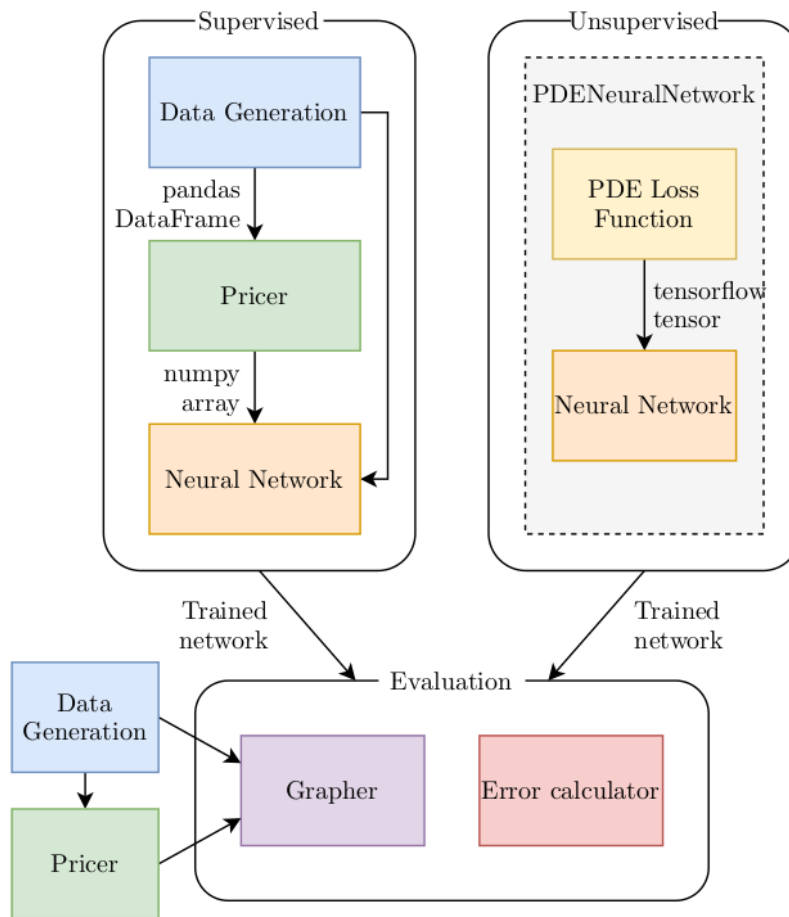 Supervised
Data Generation
pandas
DataFrame
Pricer
numpy
array
Neural Network
Unsupervised
PDENeuralNetwork
PDE Loss
Function
tensorflow
tensor
Neural Network
Trained
network
Trained
network
Evaluation
Data
Generation
Pricer
Grapher
Error calculator